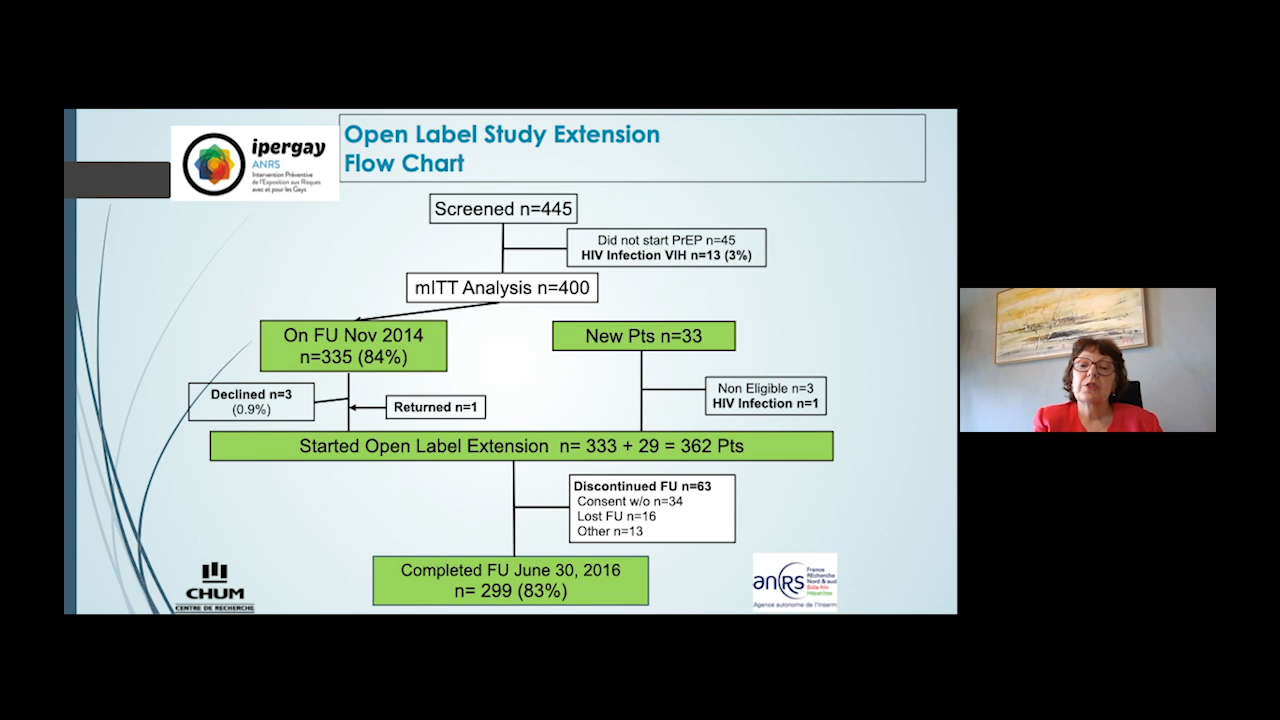 ipergay
ANRS
Intervention Préventive
de l'Exposition aux Risques
avec et pour les Gays
Open Label Study Extension
Flow Chart
Screened n=445
Did not start PrEP n=45
HIV Infection VIH n=13 (3%)
mITT Analysis n=400
On FU Nov 2014
n=335 (84%)
New Pts n=33
Declined n=3
(0.9%)
Returned n=1
Non Eligible n=3
HIV Infection n=1
Started Open Label Extension n= 333 + 29 = 362 Pts
Discontinued FU n=63
Consent w/o n=34
Lost FU n=16
Other n=13
Completed FU June 30, 2016
n= 299 (83%)
CHUM
CENTRE DE RECHERCHE
anRS
France
REcherche
Nord & sud
Sida-hiv
Hépatites
Agence autonome de l'Inserm